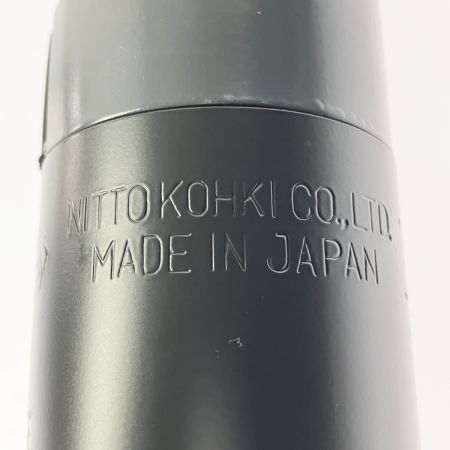 NITTO KOHKI CO., LTD.
MADE IN JAPAN